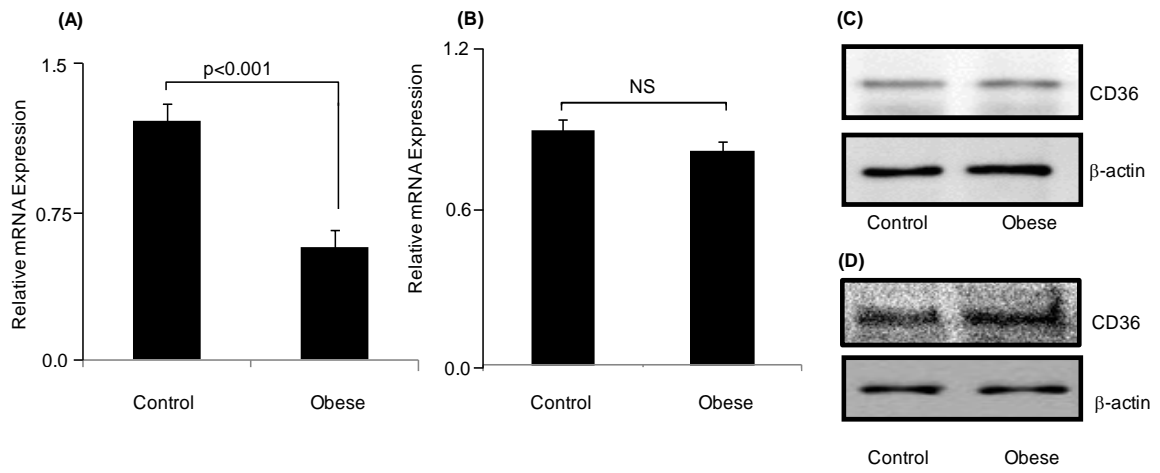 (A)
Relative mRNA Expression
1.5
0.75
0.0
p<0.001
Control Obese
(B)
Relative mRNA Expression
1.2
0.6
0.0
NS
Control Obese
(C)
CD36
β-actin
Control Obese
(D)
CD36
β-actin
Control Obese